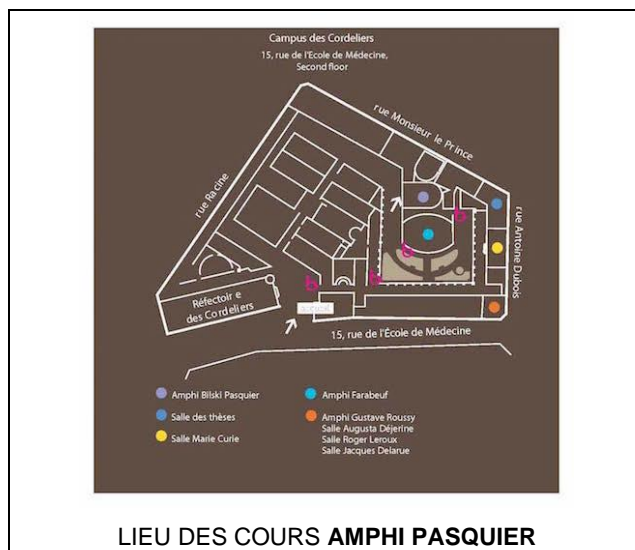 Campus des Cordeliers
15, rue de l'Ecole de Médecine,
Second floor
rue Monsieur le Prince
rue Racine
rue Antoine Dubois
Réfectoire
des Cordeliers
15, rue de l'École de Médecine
Amphi Bilski Pasquier
Salle des thèses
Salle Marie Curie
Amphi Farabeuf
Amphi Gustave Roussy
Salle Augusta Déjerine
Salle Roger Leroux
Salle Jacques Delarue
LIEU DES COURS AMPHI PASQUIER